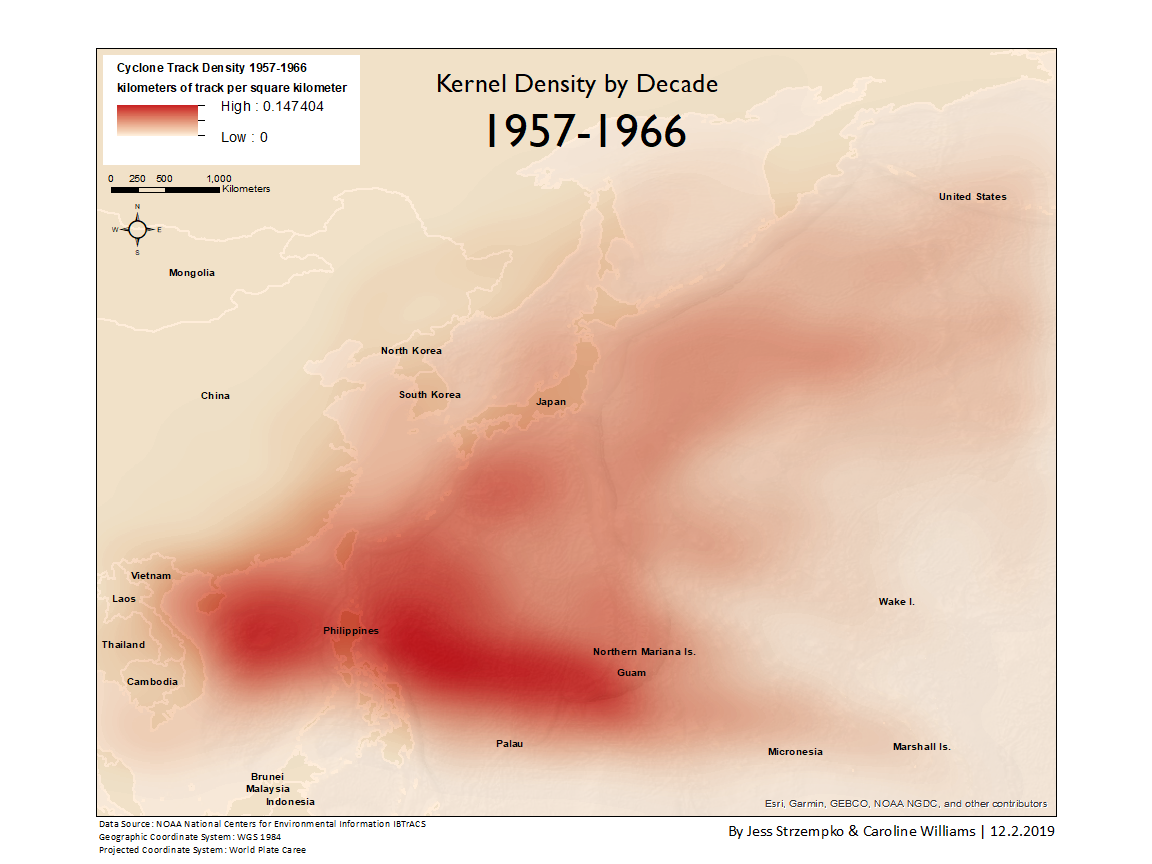 Cyclone Track Density 1957-1966
kilometers of track per square kilometer
High : 0.147404
Low : 0
Kernel Density by Decade
1957-1966
0 250 500 1,000
Kilometers
N
W E
S
United States
Mongolia
North Korea
South Korea
China
Japan
Vietnam
Laos
Wake I.
Philippines
Thailand
Northern Mariana Is.
Guam
Cambodia
Palau
Micronesia
Marshall Is.
Brunei
Malaysia
Indonesia
Esri, Garmin, GEBCO, NOAA NGDC, and other contributors
Data Source: NOAA National Centers for Environmental Information IBTrACS
Geographic Coordinate System: WGS 1984
Projected Coordinate System: World Plate Caree
By Jess Strzempko & Caroline Williams | 12.2.2019